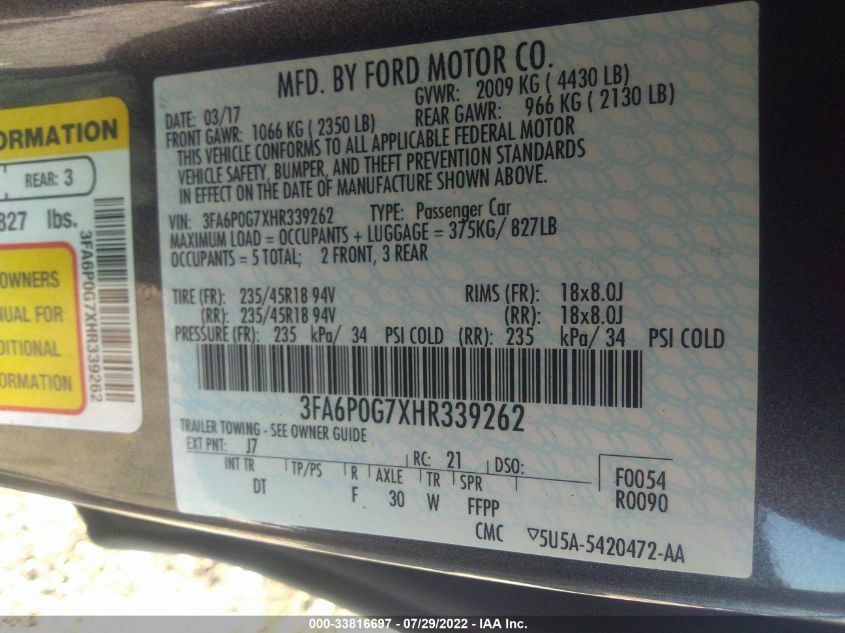 MFD. BY FORD MOTOR CO.
DATE: 03/17 GVWR: 2009 KG ( 4430 LB)
FRONT GAWR: 1066 KG ( 2350 LB) REAR GAWR: 966 KG ( 2130 LB)
THIS VEHICLE CONFORMS TO ALL APPLICABLE FEDERAL MOTOR
VEHICLE SAFETY, BUMPER, AND THEFT PREVENTION STANDARDS
IN EFFECT ON THE DATE OF MANUFACTURE SHOWN ABOVE.
VIN: 3FA6P0G7XHR339262 TYPE: Passenger Car
MAXIMUM LOAD = OCCUPANTS + LUGGAGE = 375KG/ 827LB
OCCUPANTS = 5 TOTAL; 2 FRONT, 3 REAR
TIRE (FR): 235/45R18 94V RIMS (FR): 18x8.0J
(RR): 235/45R18 94V (RR): 18x8.0J
PRESSURE (FR): 235 kPa/ 34 PSI COLD (RR): 235 kPa/ 34 PSI COLD
3FA6P0G7XHR339262
TRAILER TOWING - SEE OWNER GUIDE
EXT PNT: J7 RC: 21 DSO:
INT TR TP/PS R AXLE TR SPR F0054
DT F 30 W FFPP R0090
CMC ▽5U5A-5420472-AA
ORMATION
REAR: 3
827 lbs.
3FA6P0G7XHR339262
OWNERS
NUAL FOR
DITIONAL
ORMATION
000-33816697 - 07/29/2022 - IAA Inc.